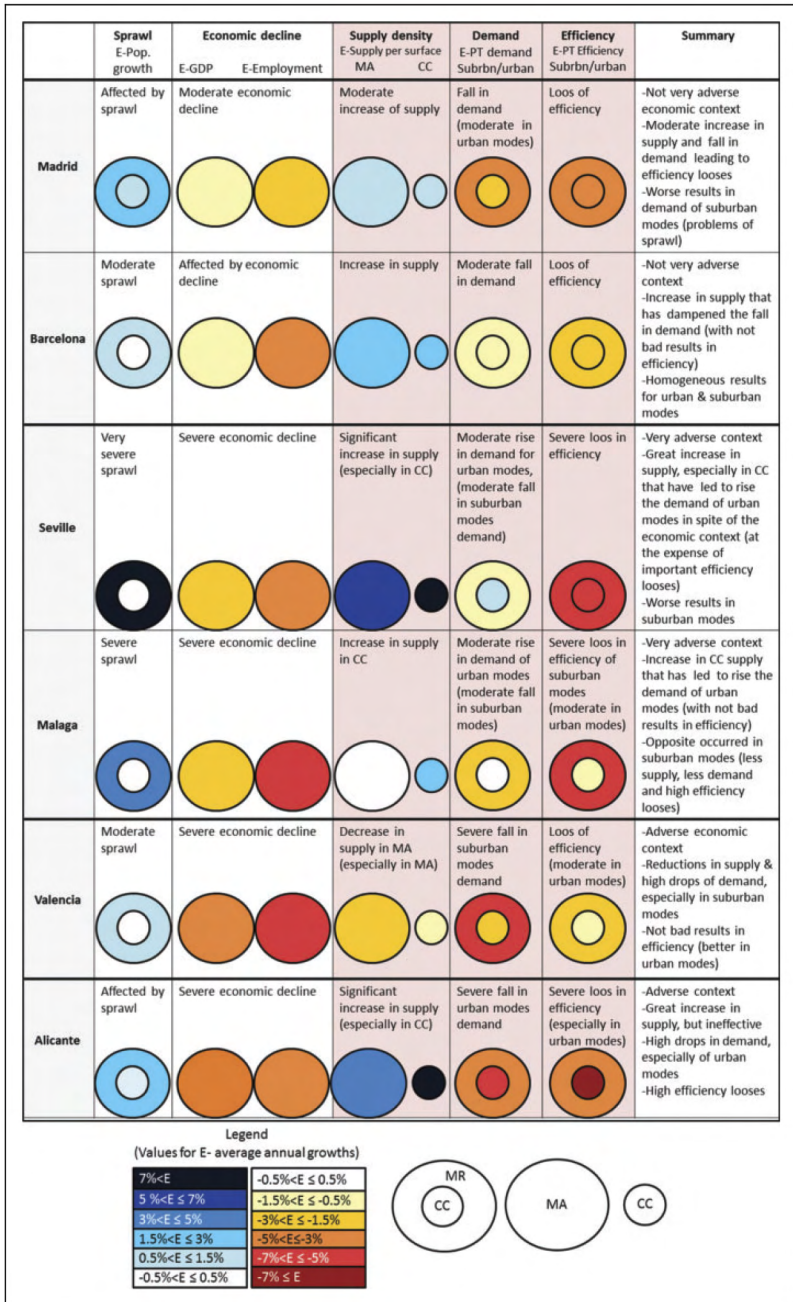 Sprawl
E-Pop.
growth
Economic decline
E-GDP E-Employment
Supply density
E-Supply per surface
MA CC
Demand
E-PT demand
Subrbn/urban
Efficiency
E-PT Efficiency
Subrbn/urban
Summary
Madrid
Affected by
sprawl
Moderate economic
decline
Moderate
increase of supply
Fall in
demand
(moderate in
urban modes)
Loos of
efficiency
-Not very adverse
economic context
-Moderate increase in
supply and fall in
demand leading to
efficiency looses
-Worse results in
demand of suburban
modes (problems of
sprawl)
Barcelona
Moderate
sprawl
Affected by economic
decline
Increase in supply
Moderate fall
in demand
Loos of
efficiency
-Not very adverse
context
-Increase in supply that
has dampened the fall
in demand (with not
bad results in
efficiency)
-Homogeneous results
for urban & suburban
modes
Seville
Very
severe
sprawl
Severe economic decline
Significant
increase in supply
(especially in CC)
Moderate rise
in demand for
urban modes,
(moderate fall
in suburban
modes
demand)
Severe loos in
efficiency
-Very adverse context
-Great increase in
supply, especially in CC
that have led to rise
the demand of urban
modes in spite of the
economic context (at
the expense of
important efficiency
looses)
-Worse results in
suburban modes
Malaga
Severe
sprawl
Severe economic decline
Increase in supply
in CC
Moderate rise
in demand of
urban modes
(moderate fall
in suburban
modes)
Severe loos in
efficiency of
suburban
modes
(moderate in
urban modes)
-Very adverse context
-Increase in CC supply
that has led to rise the
demand of urban
modes (with not bad
results in efficiency)
-Opposite occurred in
suburban modes (less
supply, less demand
and high efficiency
looses)
Valencia
Moderate
sprawl
Severe economic decline
Decrease in
supply in MA
(especially in MA)
Severe fall in
suburban
modes
demand
Loos of
efficiency
(moderate in
urban modes)
-Adverse economic
context
-Reductions in supply &
high drops of demand,
especially in suburban
modes
-Not bad results in
efficiency (better in
urban modes)
Alicante
Affected by
sprawl
Severe economic decline
Significant
increase in supply
(especially in CC)
Severe fall in
urban modes
demand
Severe loos in
efficiency
(especially in
urban modes)
-Adverse context
-Great increase in
supply, but ineffective
-High drops in demand,
especially of urban
modes
-High efficiency looses
Legend
(Values for E- average annual growths)
7%<E
5 %<E ≤ 7%
3%<E ≤ 5%
1.5%<E ≤ 3%
0.5%<E ≤ 1.5%
-0.5%<E ≤ 0.5%
-0.5%<E ≤ 0.5%
-1.5%<E ≤ -0.5%
-3%<E ≤ -1.5%
-5%<E≤-3%
-7%<E ≤ -5%
-7% ≤ E
MR
CC
MA
CC